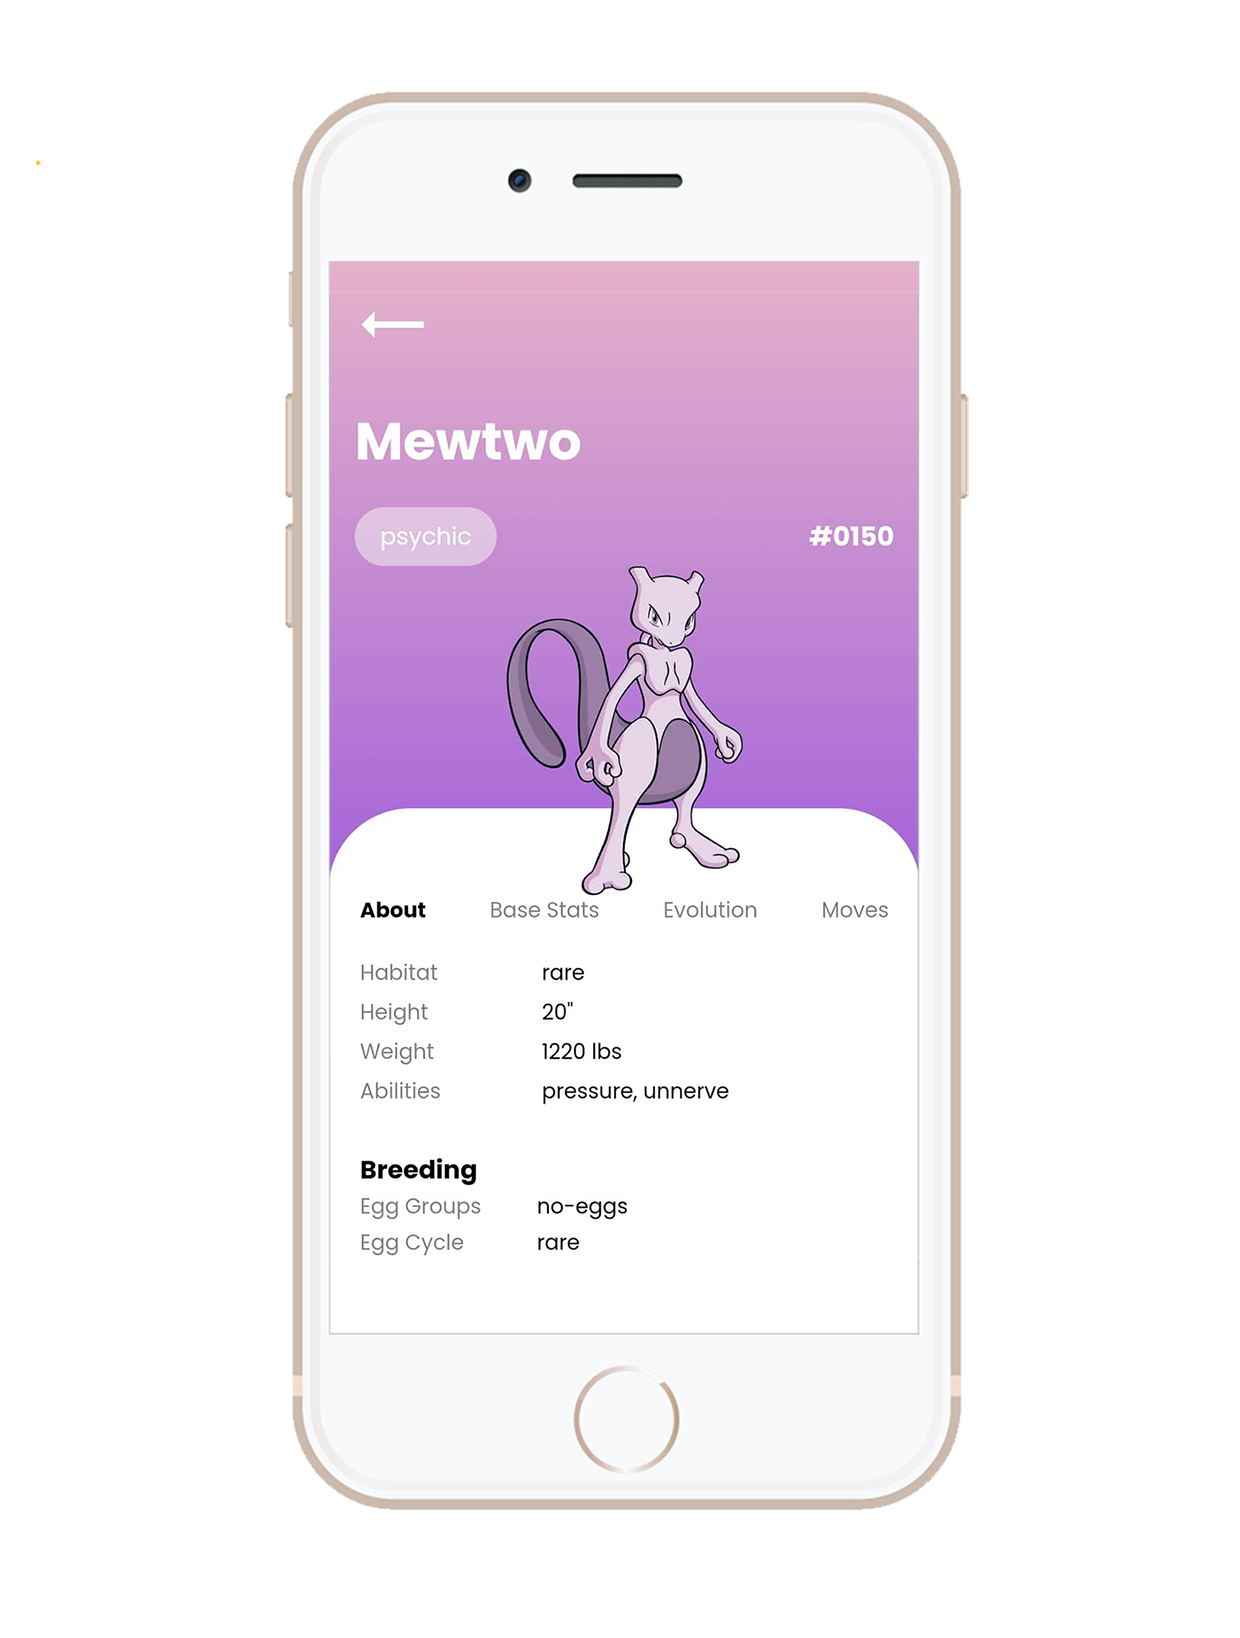 Mewtwo
psychic #0150
About Base Stats Evolution Moves
Habitat rare
Height 20"
Weight 1220 lbs
Abilities pressure, unnerve
Breeding
Egg Groups no-eggs
Egg Cycle rare